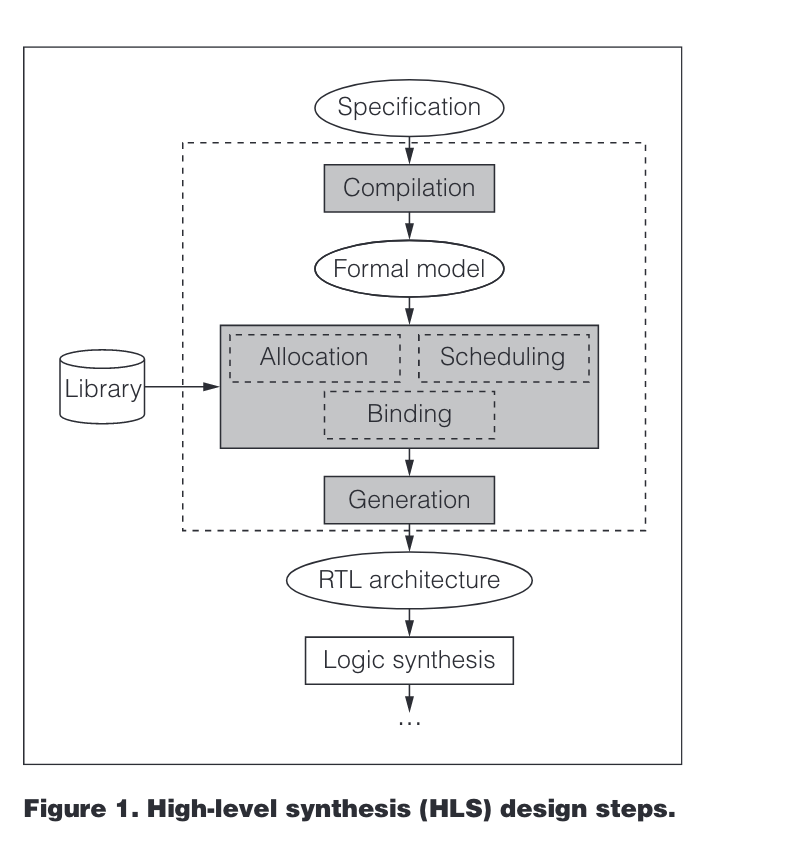 Specification
Compilation
Formal model
Allocation
Scheduling
Library
Binding
Generation
RTL architecture
Logic synthesis
...
Figure 1. High-level synthesis (HLS) design steps.